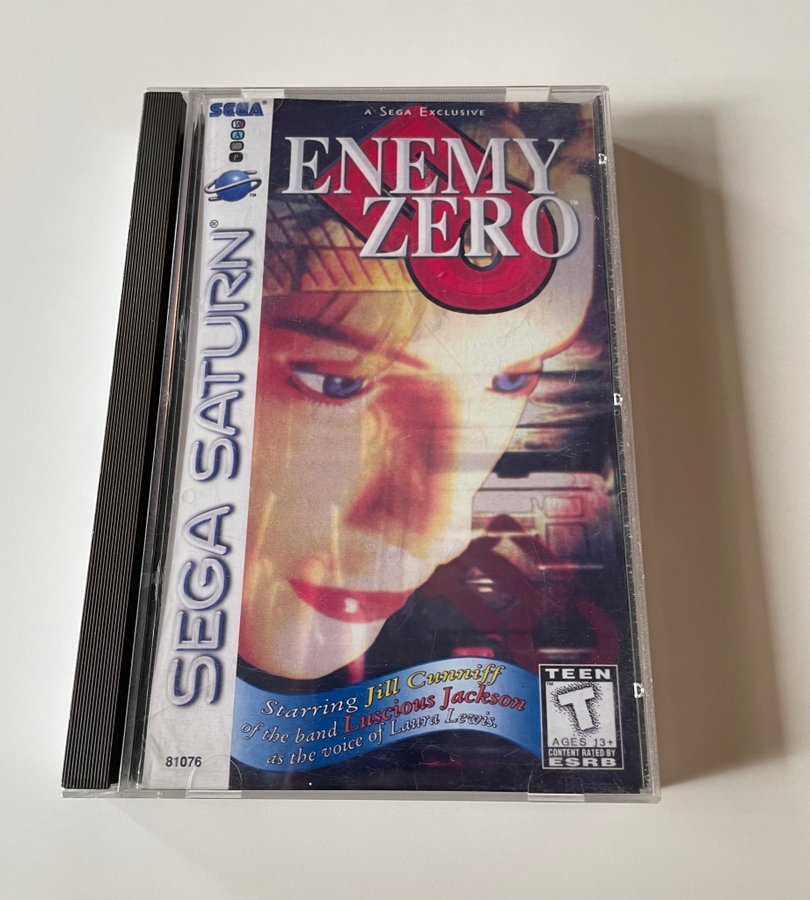 SEGA®
A SEGA EXCLUSIVE
ENEMY
ZERO™
SEGA SATURN®
Starring Jill Cunniff
of the band Luscious Jackson
as the voice of Laura Lewis.
81076
TEEN
T
AGES 13+
CONTENT RATED BY
ESRB